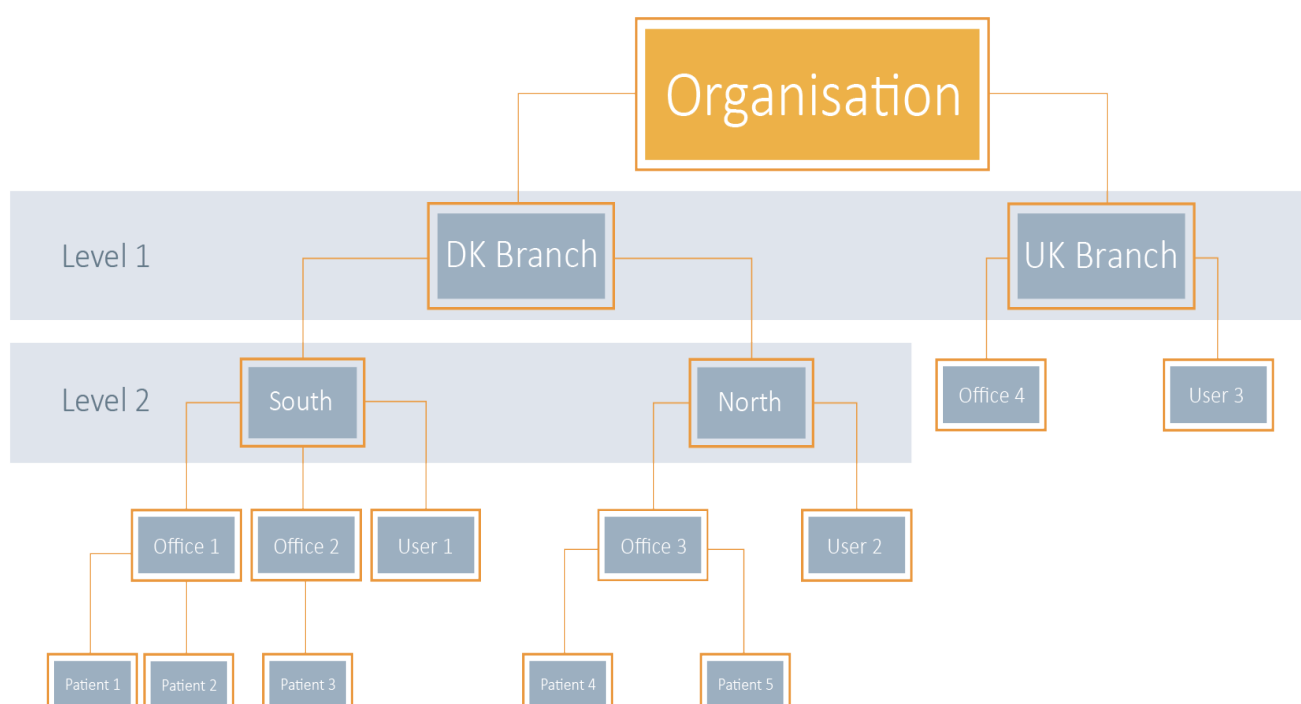 Organisation
Level 1
DK Branch
UK Branch
Level 2
South
North
Office 4
User 3
Office 1
Office 2
User 1
Office 3
User 2
Patient 1
Patient 2
Patient 3
Patient 4
Patient 5